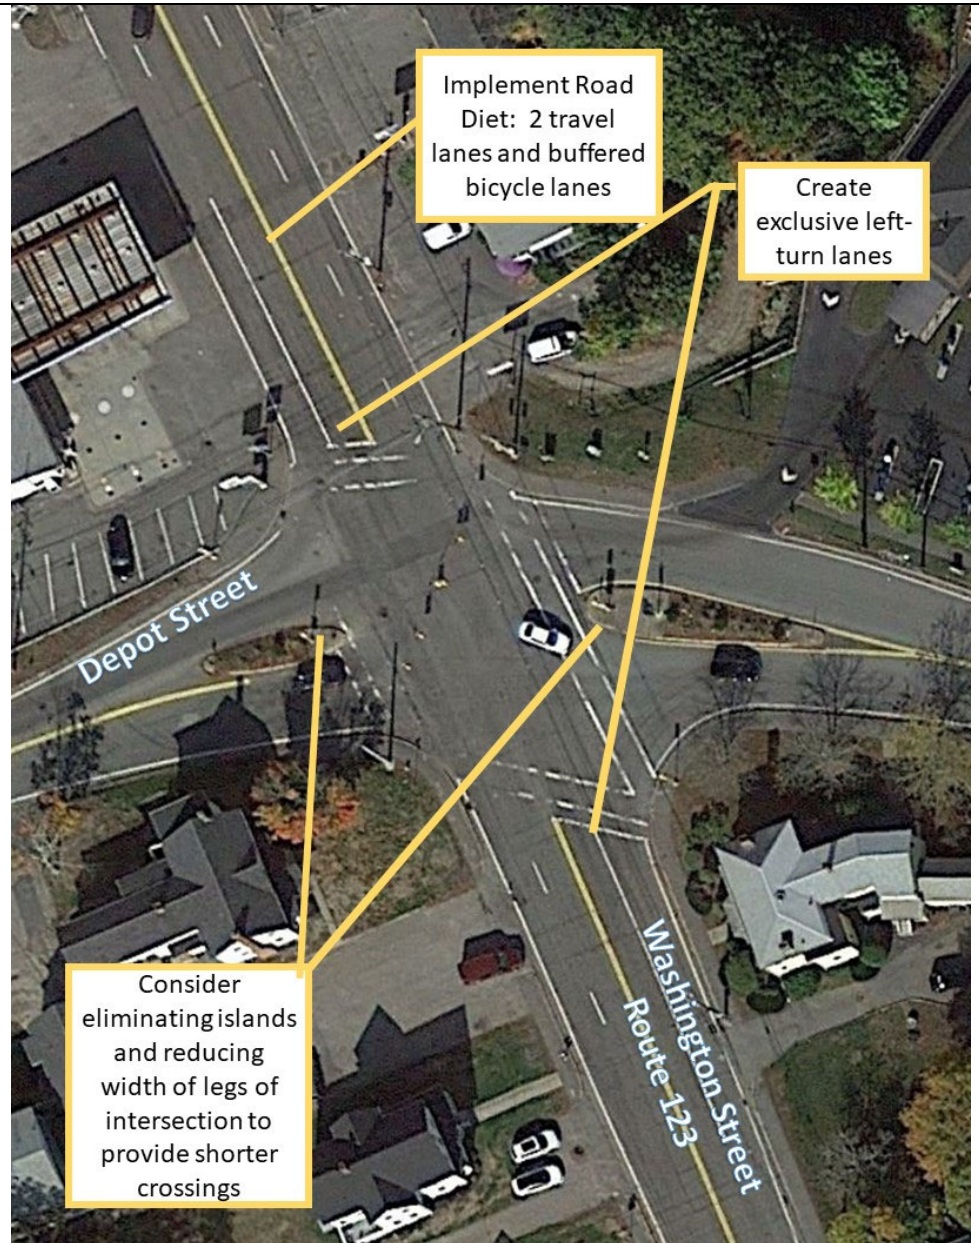 Implement Road
Diet: 2 travel
lanes and buffered
bicycle lanes
Create
exclusive left-
turn lanes
Depot Street
Consider
eliminating islands
and reducing
width of legs of
intersection to
provide shorter
crossings
Washington Street
Route 123